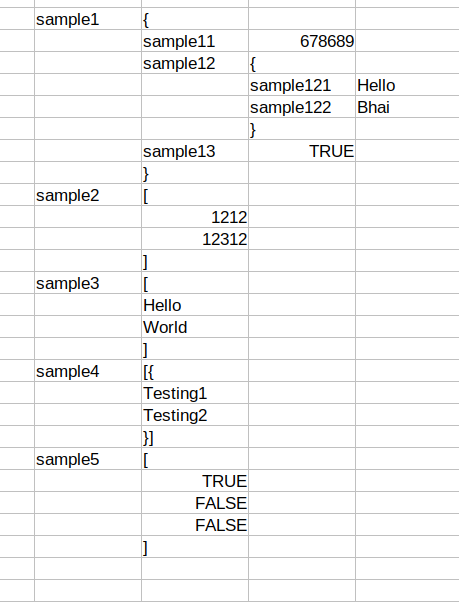 sample1 {
sample11 678689
sample12 {
sample121 Hello
sample122 Bhai
}
sample13 TRUE
}
sample2 [
1212
12312
]
sample3 [
Hello
World
]
sample4 [{
Testing1
Testing2
}]
sample5 [
TRUE
FALSE
FALSE
]